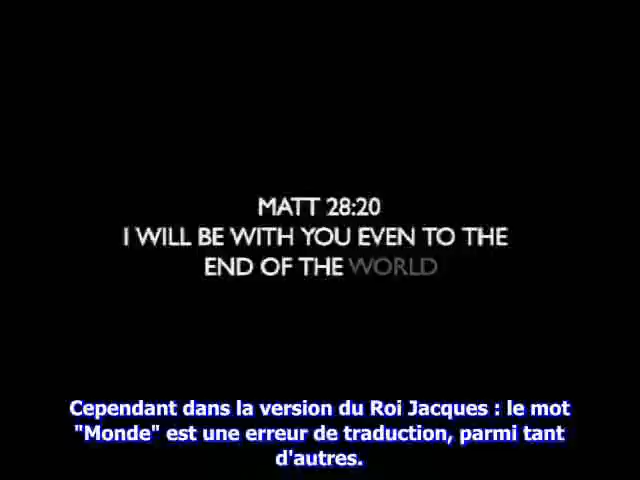 MATT 28:20
I WILL BE WITH YOU EVEN TO THE
END OF THE WORLD
Cependant dans la version du Roi Jacques : le mot
"Monde" est une erreur de traduction, parmi tant
d'autres.